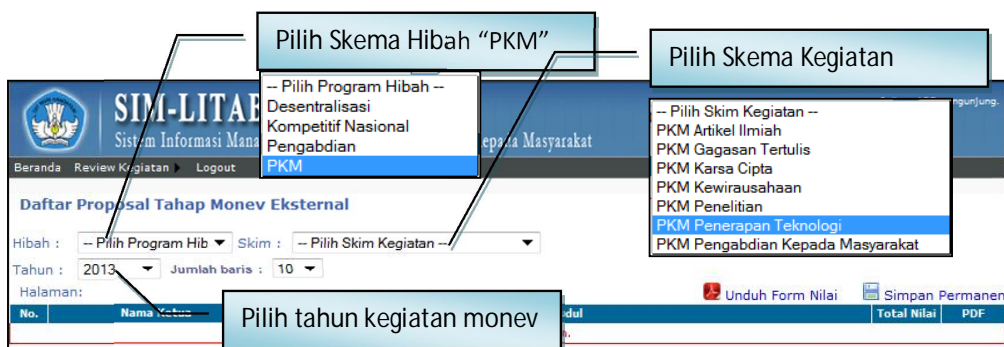 Pilih Skema Hibah “PKM”
Pilih Skema Kegiatan
-- Pilih Program Hibah --
Desentralisasi
Kompetitif Nasional
Pengabdian
PKM
-- Pilih Skim Kegiatan --
PKM Artikel Ilmiah
PKM Gagasan Tertulis
PKM Karsa Cipta
PKM Kewirausahaan
PKM Penelitian
PKM Penerapan Teknologi
PKM Pengabdian Kepada Masyarakat
SIM-LITAB
Sistem Informasi Mana epada Masyarakat
ngunjung.
Beranda Review Kegiatan Logout
Daftar Proposal Tahap Monev Eksternal
Hibah : -- Pilih Program Hib Skim : -- Pilih Skim Kegiatan --
Tahun : 2013 Jumlah baris : 10
Halaman:
Unduh Form Nilai Simpan Permanen
No. Nama Ketua dul Total Nilai PDF
Pilih tahun kegiatan monev